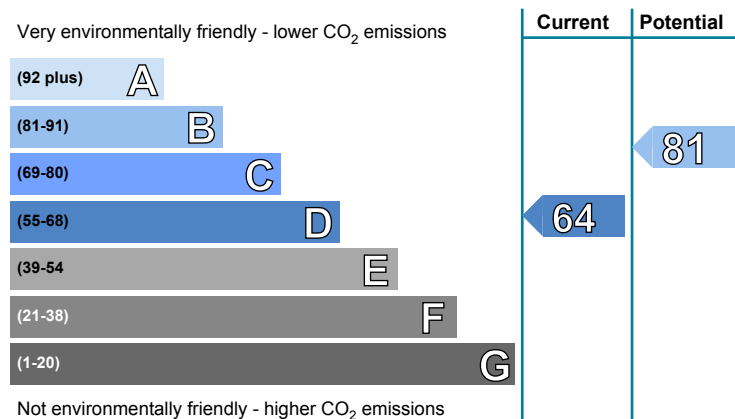 Very environmentally friendly - lower CO2 emissions
Current
Potential
(92 plus) A
(81-91) B
(69-80) C
(55-68) D
(39-54 E
(21-38) F
(1-20) G
81
64
Not environmentally friendly - higher CO2 emissions